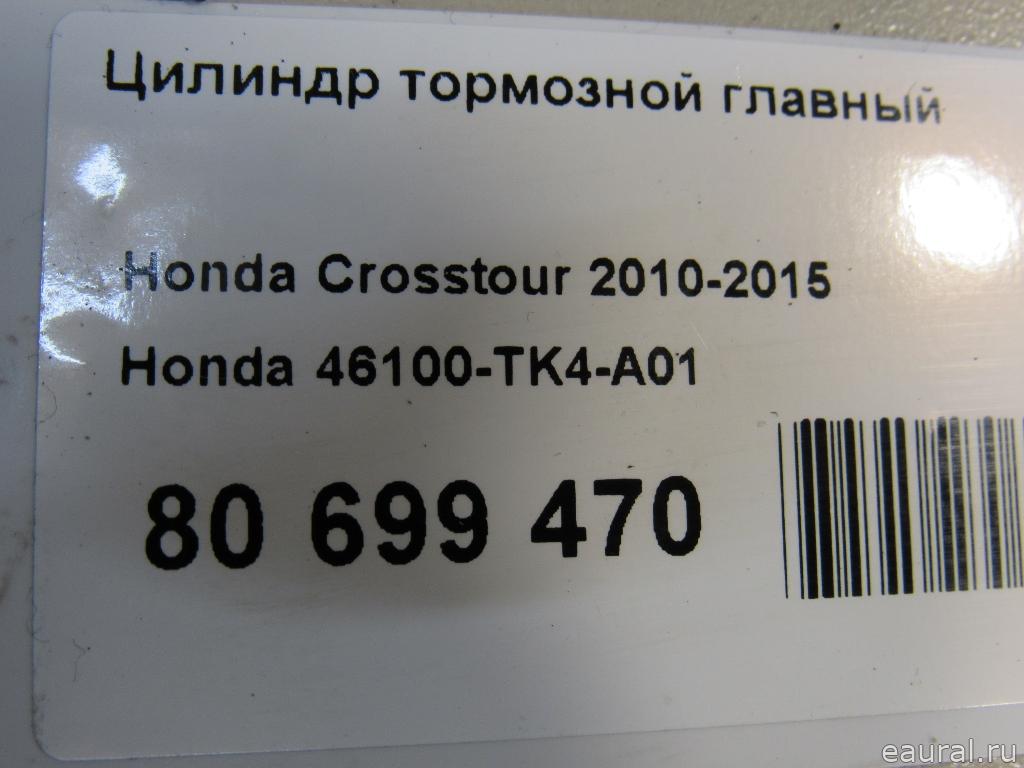 Цилиндр тормозной главный
Honda Crosstour 2010-2015
Honda 46100-TK4-A01
80 699 470
eaural.ru